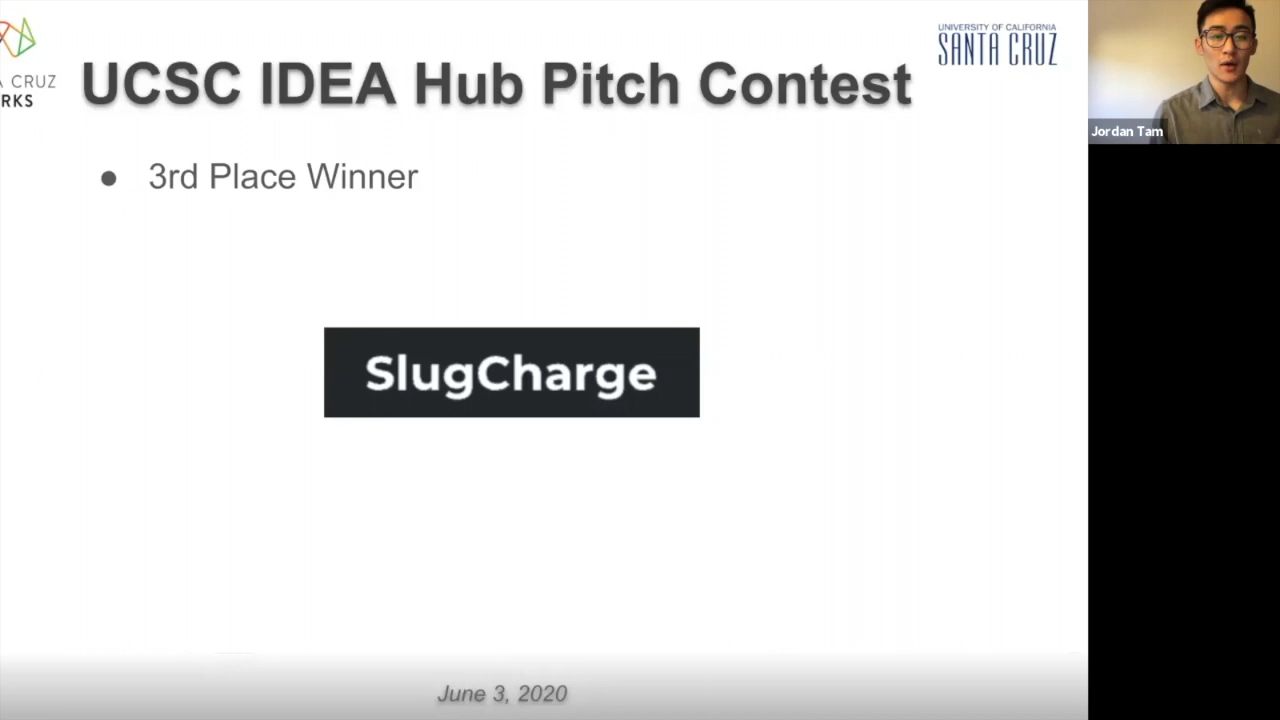 UNIVERSITY OF CALIFORNIA
SANTA CRUZ
A CRUZ
RKS
UCSC IDEA Hub Pitch Contest
Jordan Tam
● 3rd Place Winner
SlugCharge
June 3, 2020